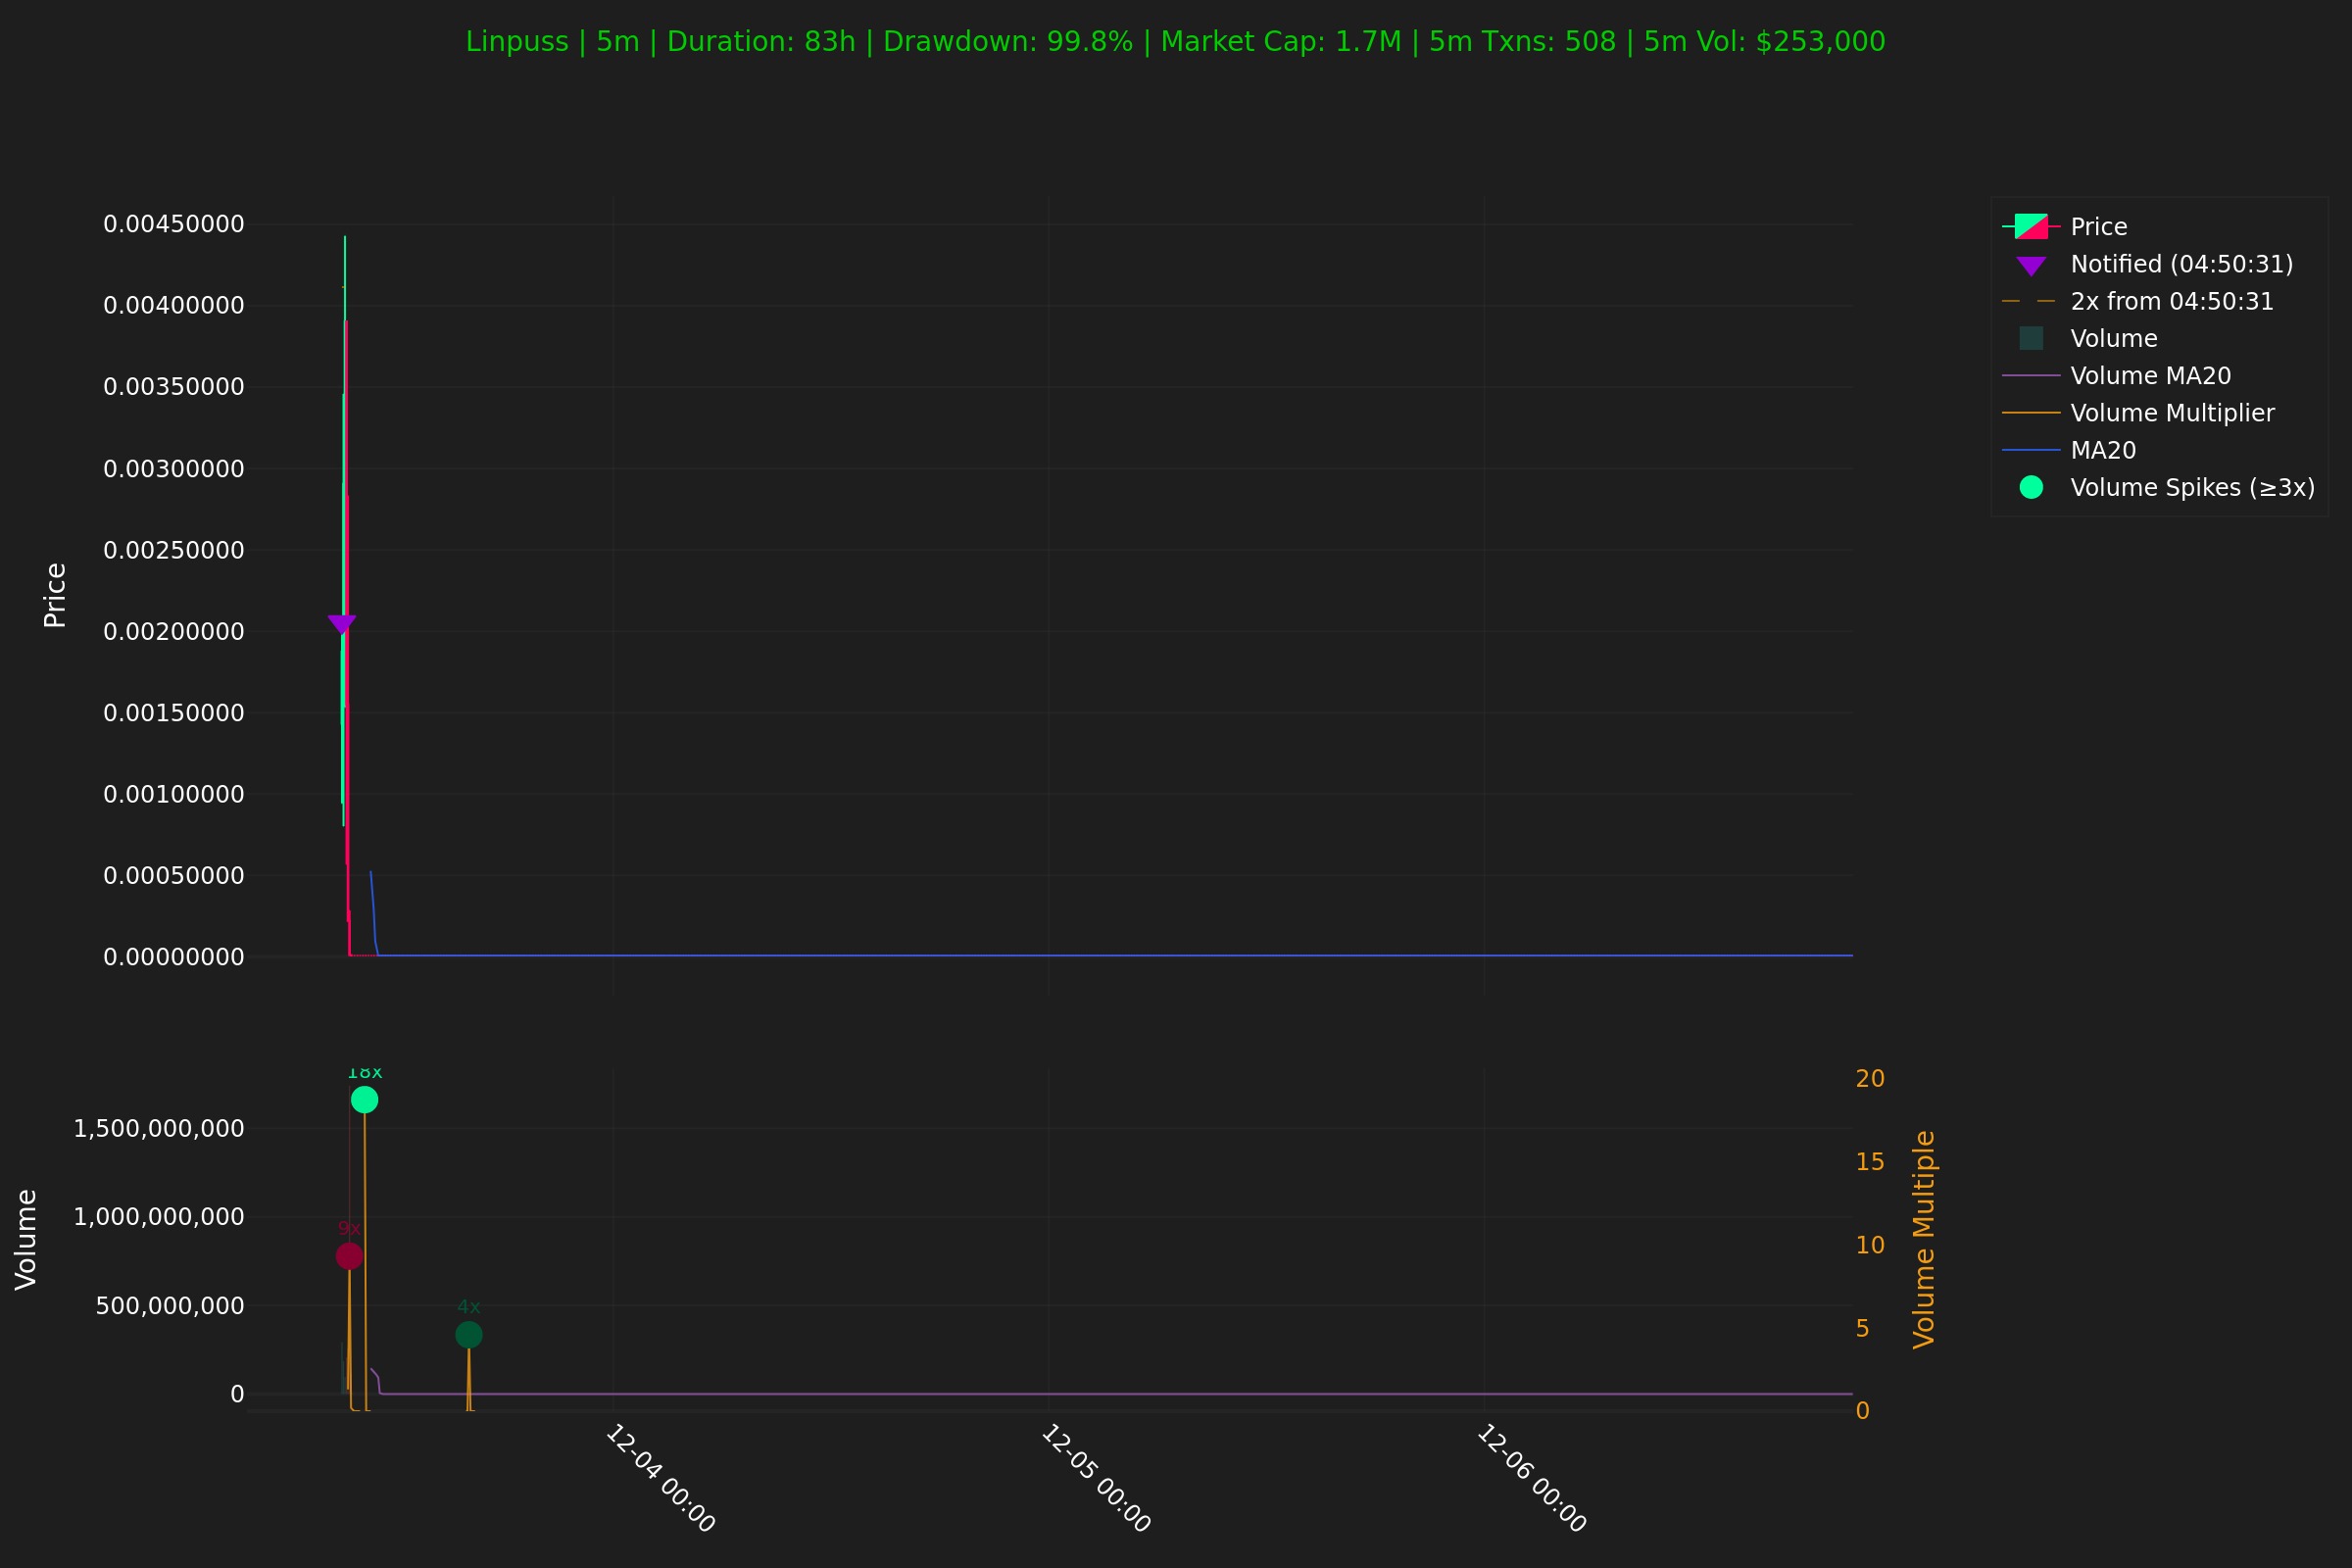 Linpuss | 5m | Duration: 83h | Drawdown: 99.8% | Market Cap: 1.7M | 5m Txns: 508 | 5m Vol: $253,000
Price
0.00450000
0.00400000
0.00350000
0.00300000
0.00250000
0.00200000
0.00150000
0.00100000
0.00050000
0.00000000
Price
Notified (04:50:31)
2x from 04:50:31
Volume
Volume MA20
Volume Multiplier
MA20
Volume Spikes (≥3x)
Volume
1,500,000,000
1,000,000,000
500,000,000
0
18x
9x
4x
20
15
10
5
0
Volume Multiple
12-04 00:00
12-05 00:00
12-06 00:00